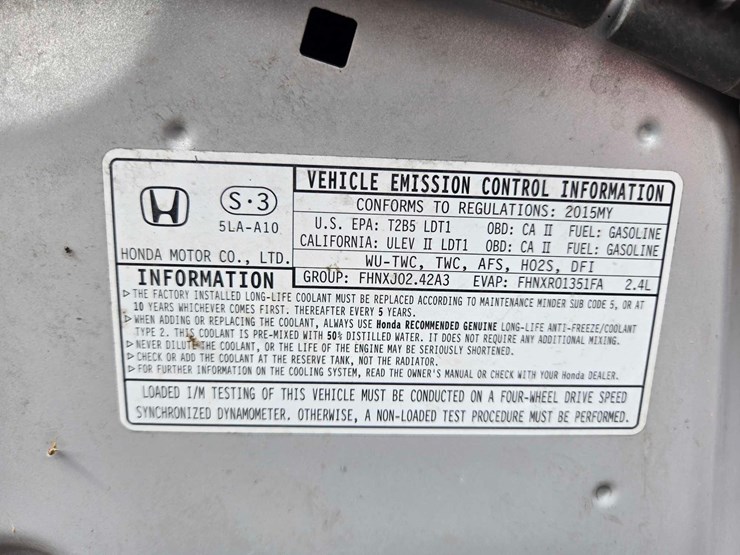 S·3
5LA-A10
HONDA MOTOR CO., LTD.
VEHICLE EMISSION CONTROL INFORMATION
CONFORMS TO REGULATIONS: 2015MY
U.S. EPA: T2B5 LDT1 OBD: CA II FUEL: GASOLINE
CALIFORNIA: ULEV II LDT1 OBD: CA II FUEL: GASOLINE
WU-TWC, TWC, AFS, HO2S, DFI
GROUP: FHNXJ02.42A3 EVAP: FHNXR01351FA 2.4L
INFORMATION
▷THE FACTORY INSTALLED LONG-LIFE COOLANT MUST BE REPLACED ACCORDING TO MAINTENANCE MINDER SUB CODE 5, OR AT
10 YEARS WHICHEVER COMES FIRST. THEREAFTER EVERY 5 YEARS.
▷WHEN ADDING OR REPLACING THE COOLANT, ALWAYS USE Honda RECOMMENDED GENUINE LONG-LIFE ANTI-FREEZE/COOLANT
TYPE 2. THIS COOLANT IS PRE-MIXED WITH 50% DISTILLED WATER. IT DOES NOT REQUIRE ANY ADDITIONAL MIXING.
▷NEVER DILUTE THE COOLANT, OR THE LIFE OF THE ENGINE MAY BE SERIOUSLY SHORTENED.
▷CHECK OR ADD THE COOLANT AT THE RESERVE TANK, NOT THE RADIATOR.
▷FOR FURTHER INFORMATION ON THE COOLING SYSTEM, READ THE OWNER'S MANUAL OR CHECK WITH YOUR Honda DEALER.
LOADED I/M TESTING OF THIS VEHICLE MUST BE CONDUCTED ON A FOUR-WHEEL DRIVE SPEED
SYNCHRONIZED DYNAMOMETER. OTHERWISE, A NON-LOADED TEST PROCEDURE MUST BE PERFORMED.